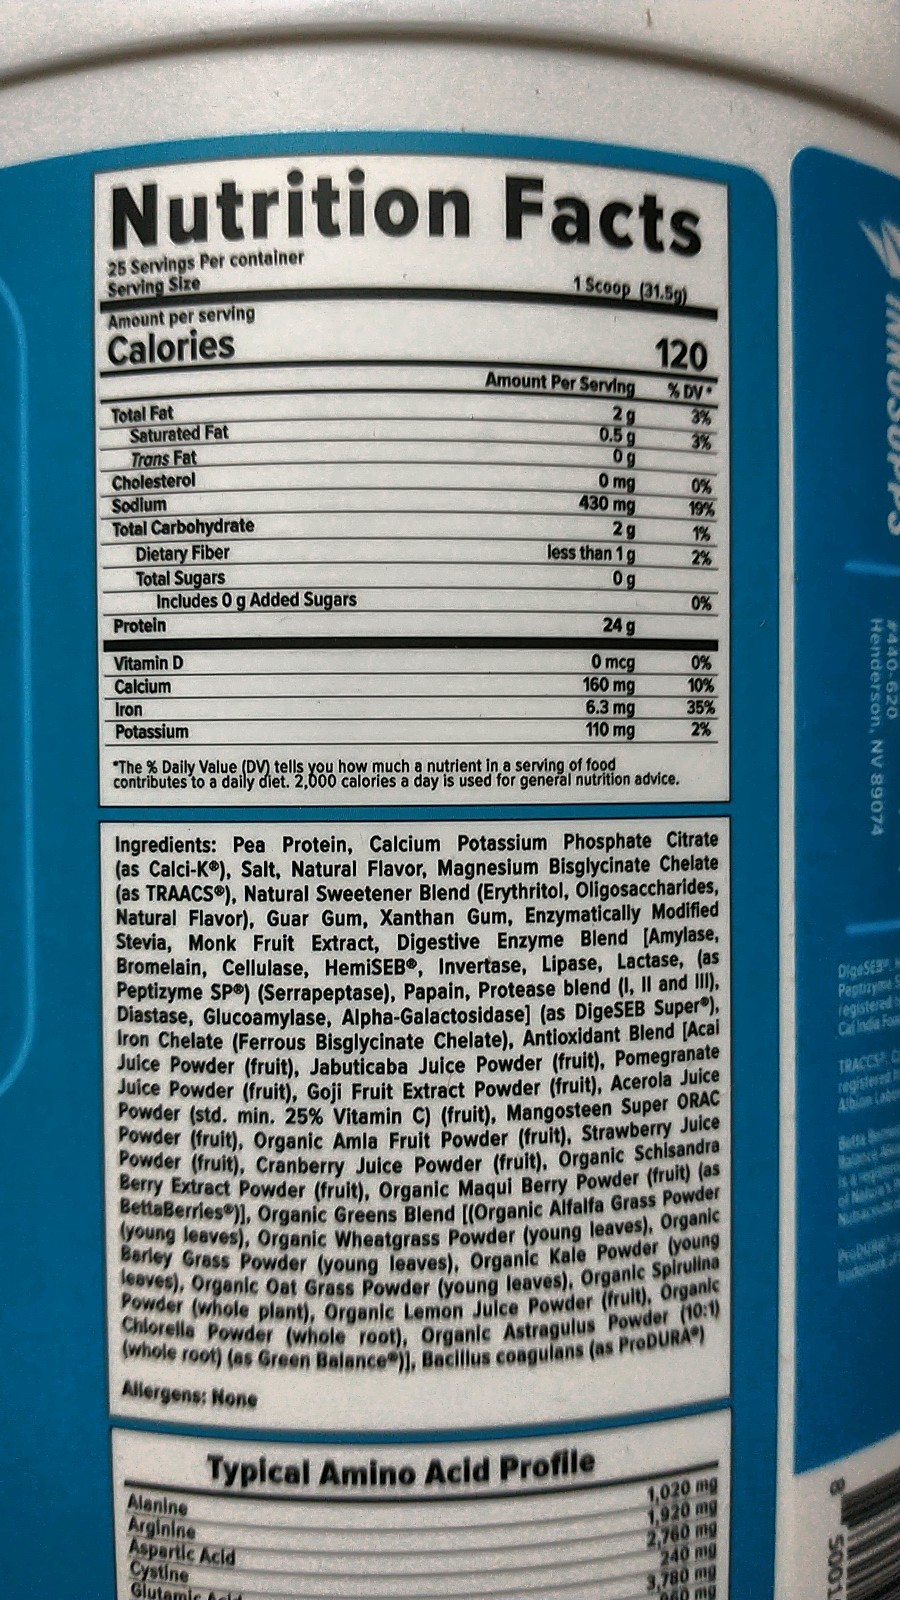 Nutrition Facts
25 Servings Per container
Serving Size 1 Scoop (31.5g)
Amount per serving
Calories 120
Amount Per Serving % DV*
Total Fat 2 g 3%
Saturated Fat 0.5 g 3%
Trans Fat 0 g
Cholesterol 0 mg 0%
Sodium 430 mg 19%
Total Carbohydrate 2 g 1%
Dietary Fiber less than 1 g 2%
Total Sugars 0 g
Includes 0 g Added Sugars 0%
Protein 24 g
Vitamin D 0 mcg 0%
Calcium 160 mg 10%
Iron 6.3 mg 35%
Potassium 110 mg 2%
*The % Daily Value (DV) tells you how much a nutrient in a serving of food
contributes to a daily diet. 2,000 calories a day is used for general nutrition advice.
Ingredients: Pea Protein, Calcium Potassium Phosphate Citrate
(as Calci-K®), Salt, Natural Flavor, Magnesium Bisglycinate Chelate
(as TRAACS®), Natural Sweetener Blend (Erythritol, Oligosaccharides,
Natural Flavor), Guar Gum, Xanthan Gum, Enzymatically Modified
Stevia, Monk Fruit Extract, Digestive Enzyme Blend [Amylase,
Bromelain, Cellulase, HemiSEB®, Invertase, Lipase, Lactase, (as
Peptizyme SP®) (Serrapeptase), Papain, Protease blend (I, II and III),
Diastase, Glucoamylase, Alpha-Galactosidase] (as DigeSEB Super®),
Iron Chelate (Ferrous Bisglycinate Chelate), Antioxidant Blend [Acai
Juice Powder (fruit), Jabuticaba Juice Powder (fruit), Pomegranate
Juice Powder (fruit), Goji Fruit Extract Powder (fruit), Acerola Juice
Powder (std. min. 25% Vitamin C) (fruit), Mangosteen Super ORAC
Powder (fruit), Organic Amla Fruit Powder (fruit), Strawberry Juice
Powder (fruit), Cranberry Juice Powder (fruit), Organic Schisandra
Berry Extract Powder (fruit), Organic Maqui Berry Powder (fruit) (as
BettaBerries®)], Organic Greens Blend [(Organic Alfalfa Grass Powder
(young leaves), Organic Wheatgrass Powder (young leaves), Organic
Barley Grass Powder (young leaves), Organic Kale Powder (young
leaves), Organic Oat Grass Powder (young leaves), Organic Spirulina
Powder (whole plant), Organic Lemon Juice Powder (fruit), Organic
Chlorella Powder (whole root), Organic Astragulus Powder (10:1)
(whole root) (as Green Balance®)], Bacillus coagulans (as ProDURA®)
Allergens: None
Typical Amino Acid Profile
Alanine 1,020 mg
Arginine 1,920 mg
Aspartic Acid 2,760 mg
Cystine 240 mg
Glutamic 3,780 mg
INNOSUPPS
#440-620
Henderson, NV 89074
DigeSEB®
Peptizyme
registered
Cal India
TRACCS®
registered
Albion
ProDURA®
8 5001